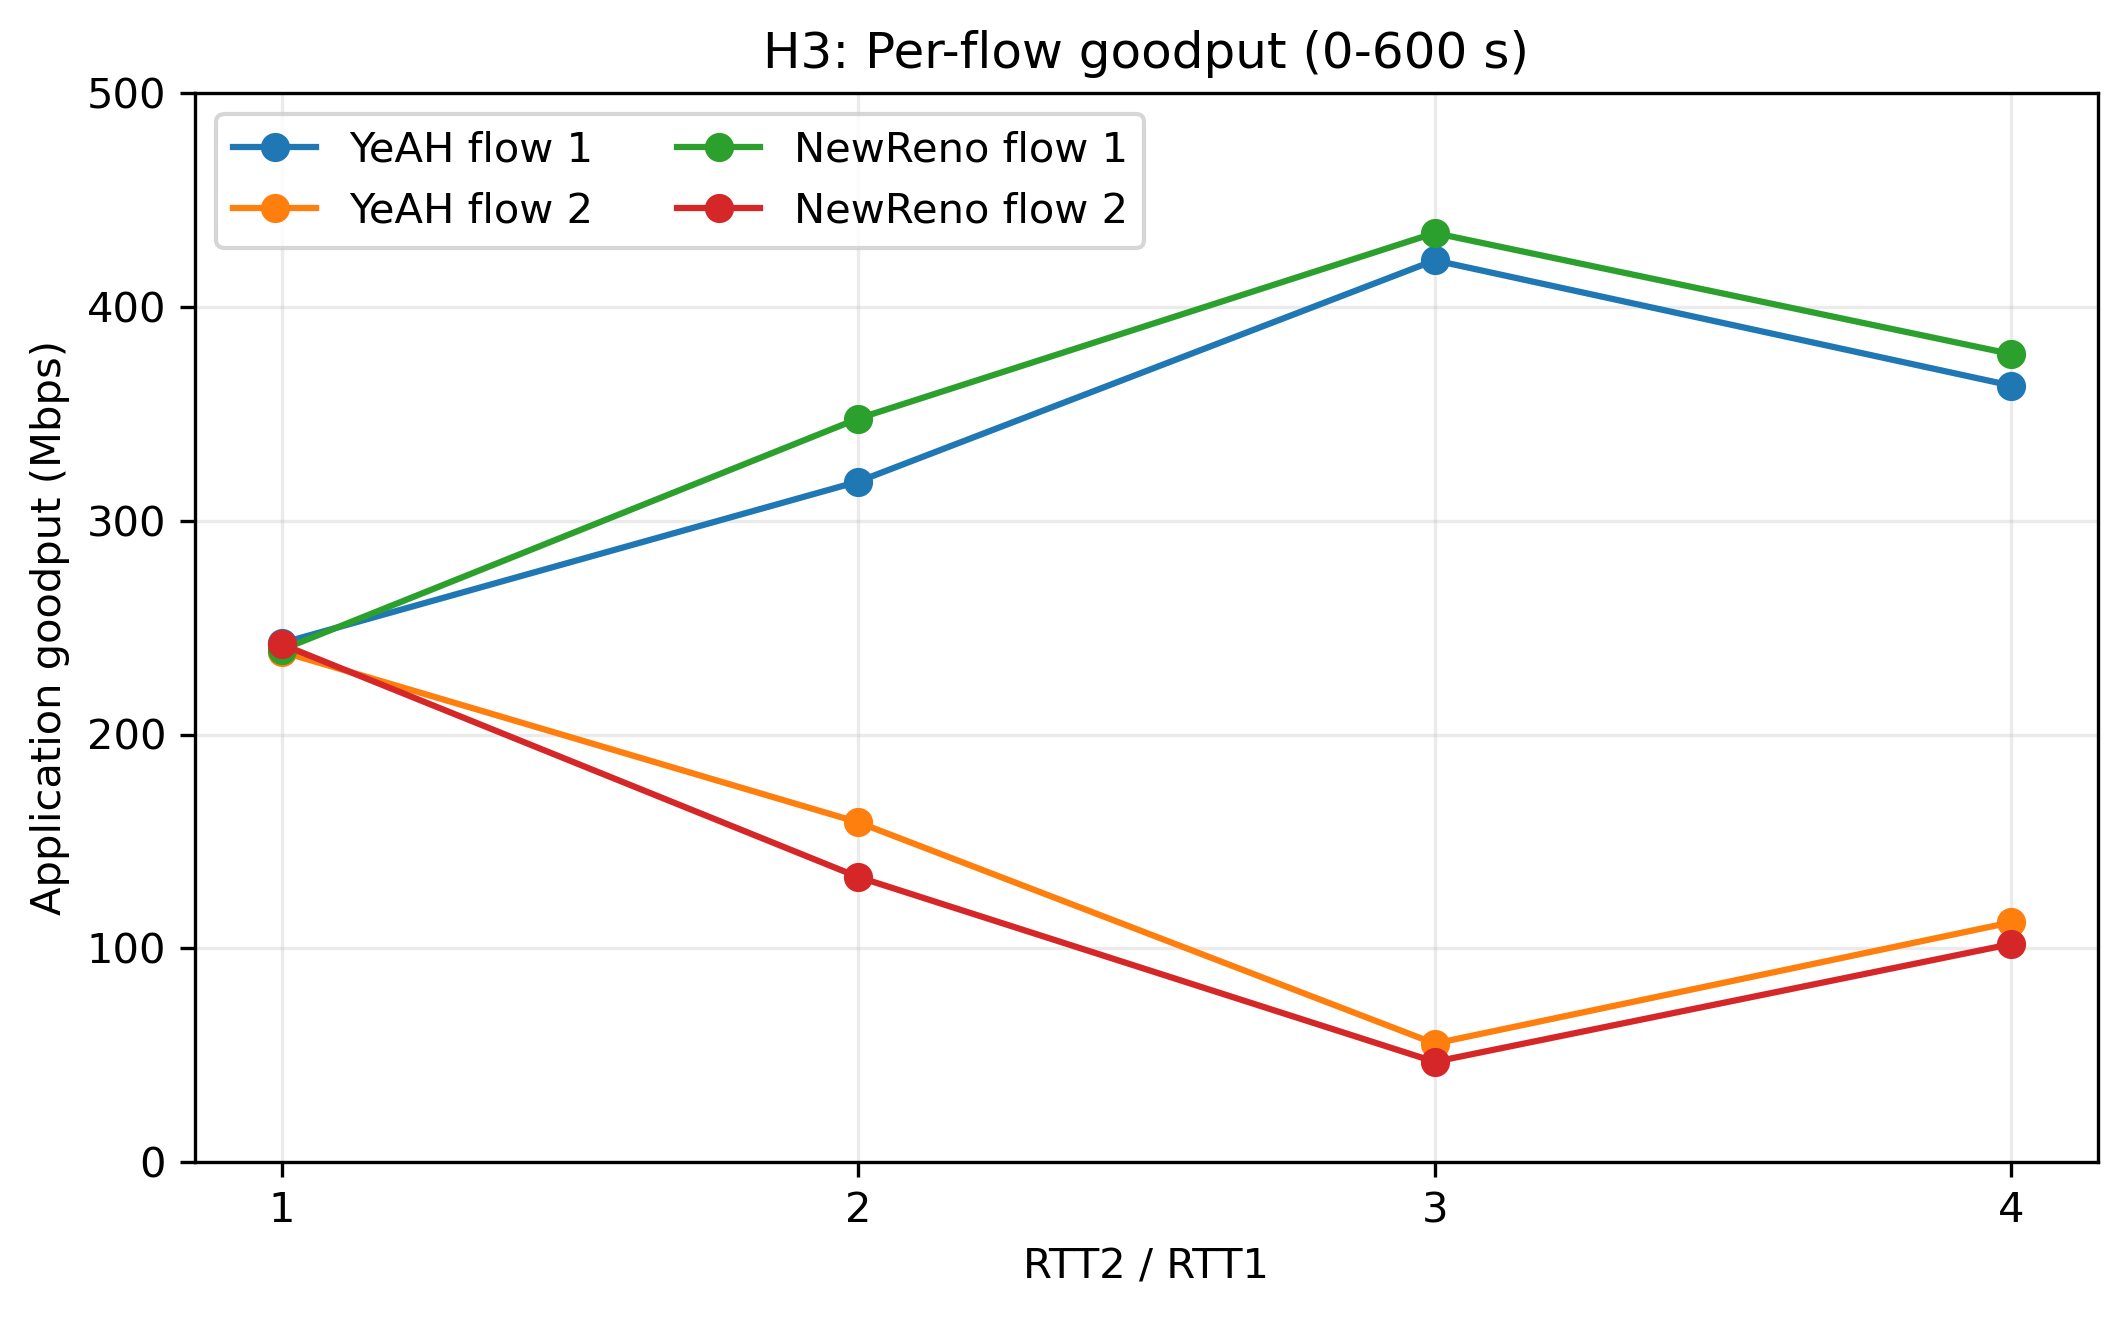 H3: Per-flow goodput (0-600 s)
YeAH flow 1
YeAH flow 2
NewReno flow 1
NewReno flow 2
Application goodput (Mbps)
500
400
300
200
100
0
1 2 3 4
RTT2 / RTT1